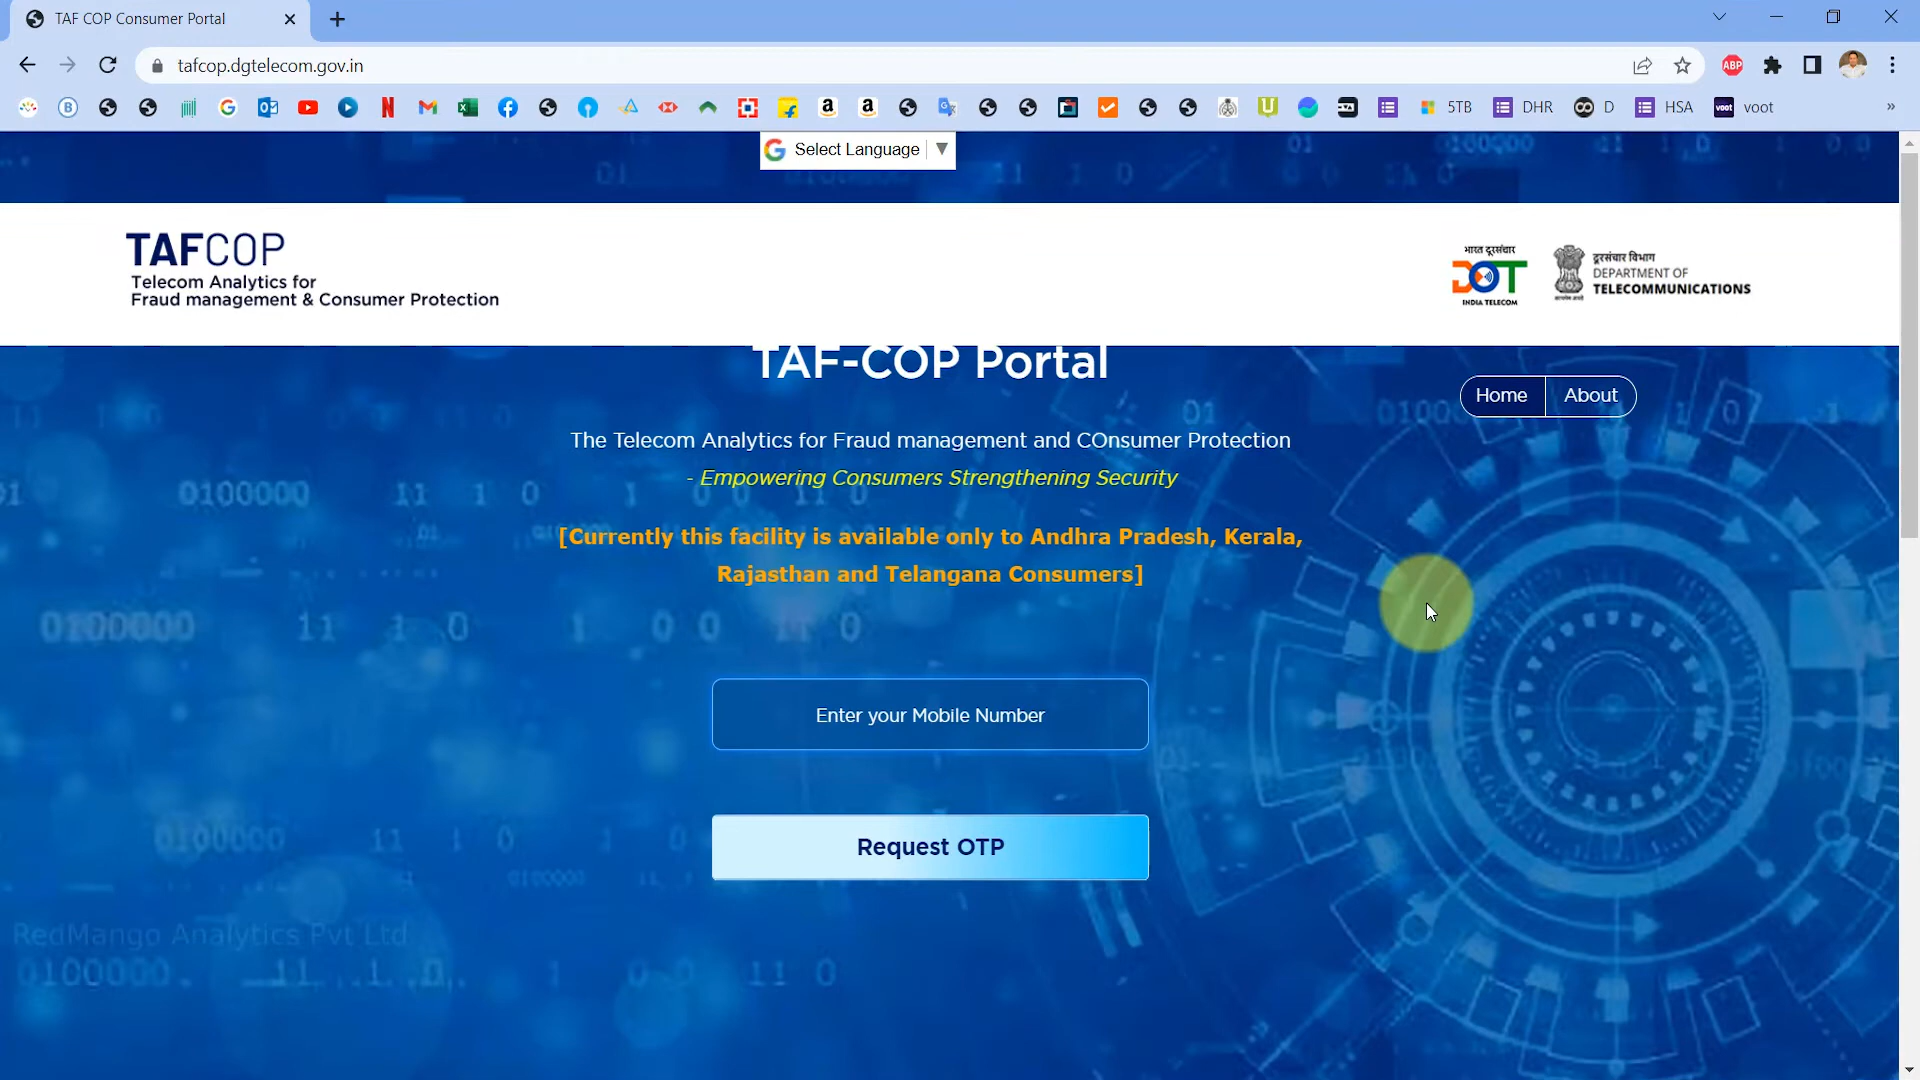 TAF COP Consumer Portal
tafcop.dgtelecom.gov.in
ABP
5TB
DHR
D
HSA
voot
voot
Select Language
TAFCOP
Telecom Analytics for
Fraud management & Consumer Protection
भारत दूरसंचार
DOT
INDIA TELECOM
दूरसंचार विभाग
DEPARTMENT OF
TELECOMMUNICATIONS
TAF-COP Portal
Home
About
The Telecom Analytics for Fraud management and COnsumer Protection
- Empowering Consumers Strengthening Security
[Currently this facility is available only to Andhra Pradesh, Kerala,
Rajasthan and Telangana Consumers]
Enter your Mobile Number
Request OTP
RedMango Analytics Pvt Ltd